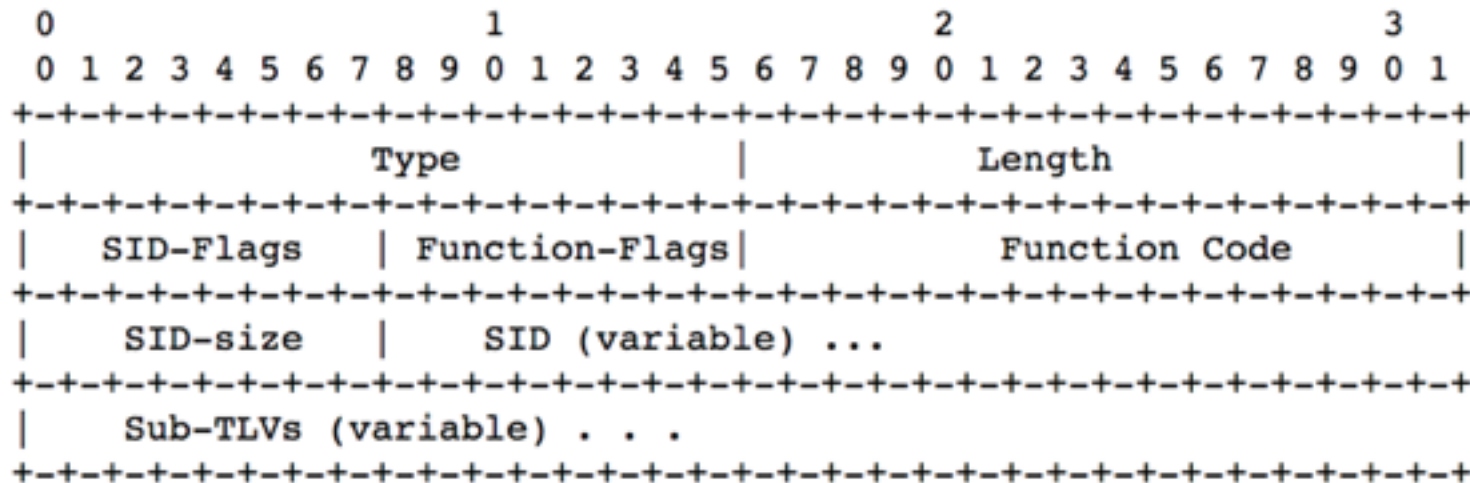 0                   1                   2                   3
 0 1 2 3 4 5 6 7 8 9 0 1 2 3 4 5 6 7 8 9 0 1 2 3 4 5 6 7 8 9 0 1
+-+-+-+-+-+-+-+-+-+-+-+-+-+-+-+-+-+-+-+-+-+-+-+-+-+-+-+-+-+-+-+-+
|               Type            |          Length               |
+-+-+-+-+-+-+-+-+-+-+-+-+-+-+-+-+-+-+-+-+-+-+-+-+-+-+-+-+-+-+-+-+
|   SID-Flags   | Function-Flags|           Function Code       |
+-+-+-+-+-+-+-+-+-+-+-+-+-+-+-+-+-+-+-+-+-+-+-+-+-+-+-+-+-+-+-+-+
|    SID-size   |    SID (variable) ...
+-+-+-+-+-+-+-+-+-+-+-+-+-+-+-+-+-+-+-+-+-+-+-+-+-+-+-+-+-+-+-+-+
|    Sub-TLVs (variable) . . .
+-+-+-+-+-+-+-+-+-+-+-+-+-+-+-+-+-+-+-+-+-+-+-+-+-+-+-+-+-+-+-+-+